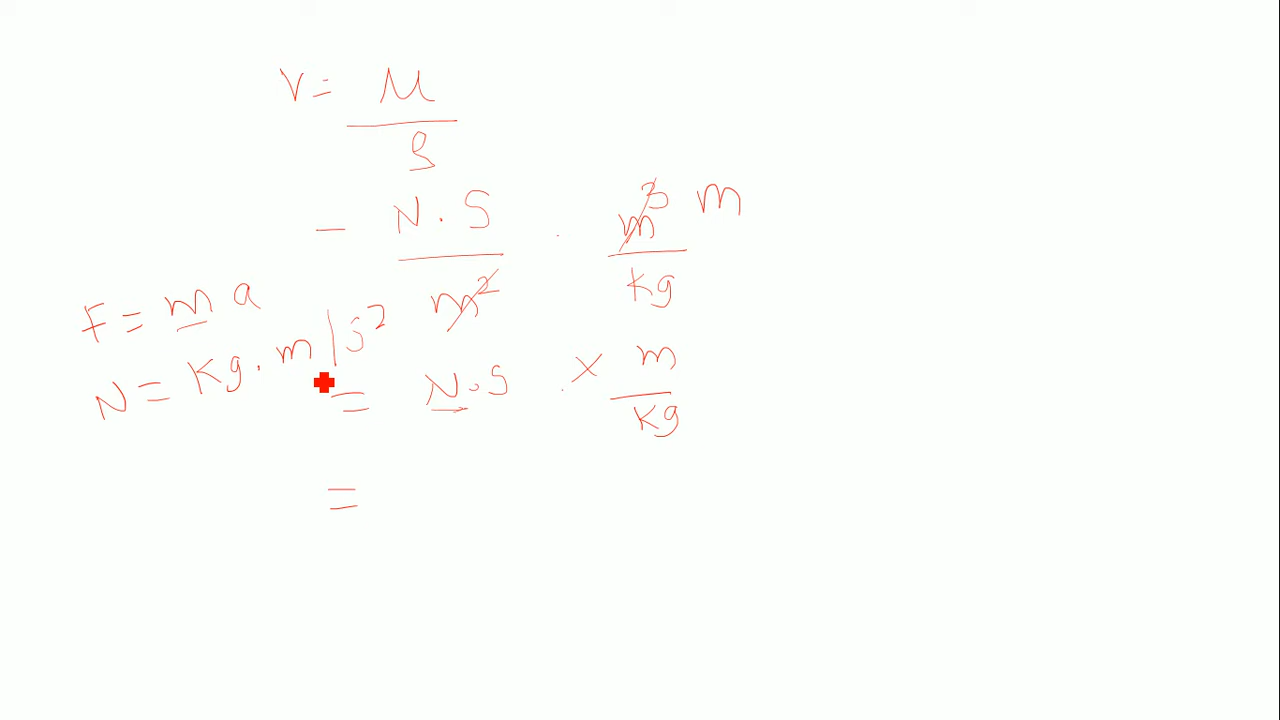 ν = μ / ρ
= N·s / m² · m³ / kg m
F = m a
N = kg·m | s²
= N·s × m / kg
=